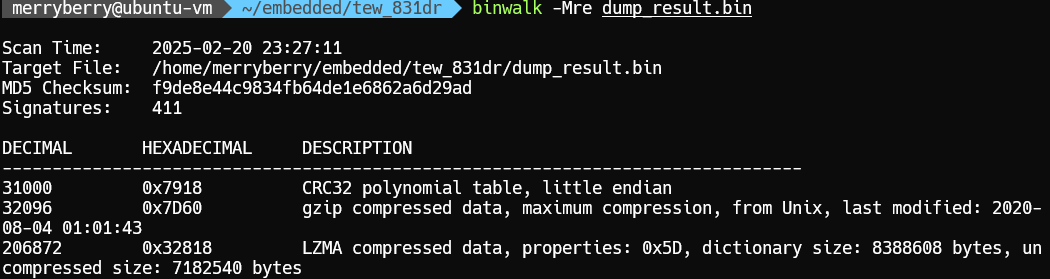 merryberry@ubuntu-vm ~/embedded/tew_831dr binwalk -Mre dump_result.bin
Scan Time: 2025-02-20 23:27:11
Target File: /home/merryberry/embedded/tew_831dr/dump_result.bin
MD5 Checksum: f9de8e44c9834fb64de1e6862a6d29ad
Signatures: 411
DECIMAL HEXADECIMAL DESCRIPTION
--------------------------------------------------------------------------------
31000 0x7918 CRC32 polynomial table, little endian
32096 0x7D60 gzip compressed data, maximum compression, from Unix, last modified: 2020-
08-04 01:01:43
206872 0x32818 LZMA compressed data, properties: 0x5D, dictionary size: 8388608 bytes, un
compressed size: 7182540 bytes